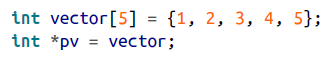 int vector[5] = {1, 2, 3, 4, 5};
int *pv = vector;